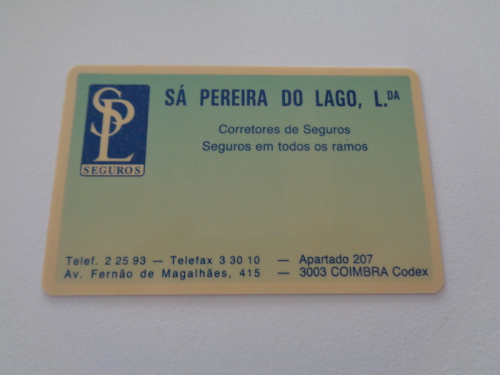 SPL
SEGUROS
SÁ PEREIRA DO LAGO, L.DA
Corretores de Seguros
Seguros em todos os ramos
Telef. 2 25 93 — Telefax 3 30 10 — Apartado 207
Av. Fernão de Magalhães, 415 — 3003 COIMBRA Codex